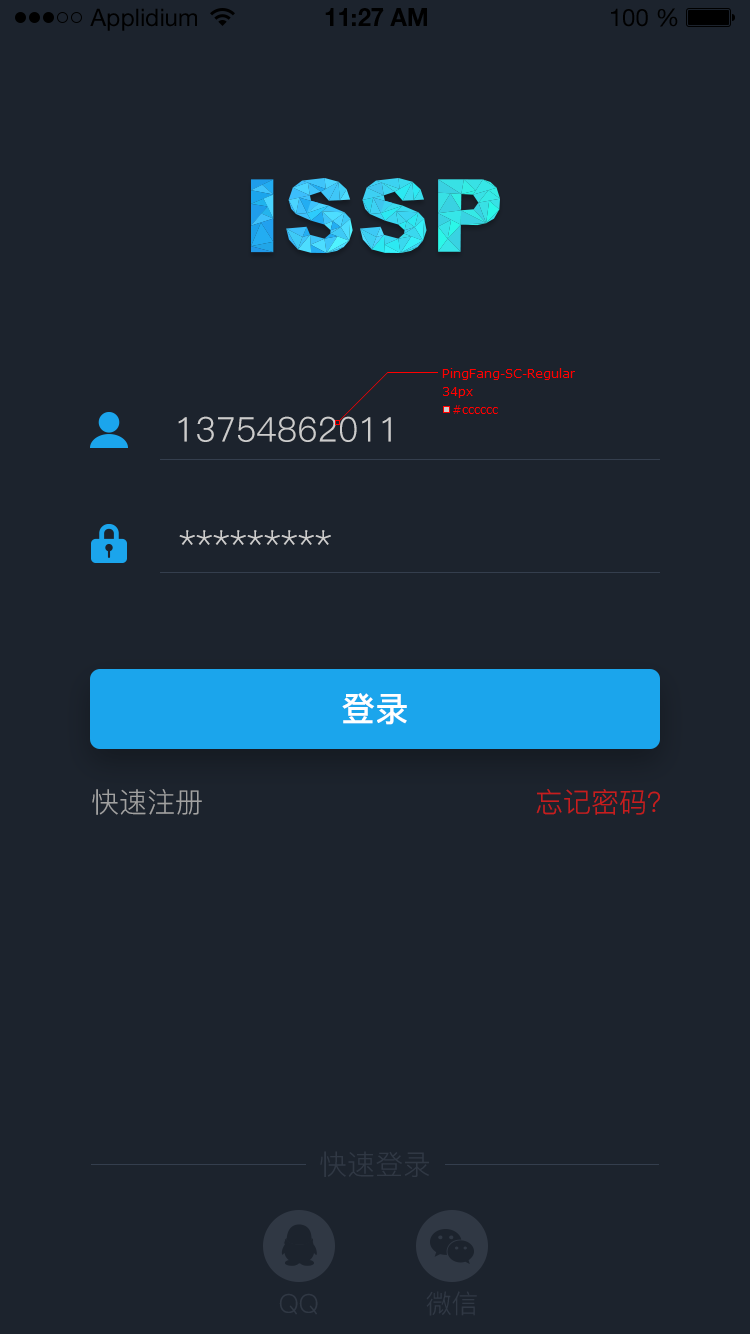 Applidium 11:27 AM 100 %
ISSP
PingFang-SC-Regular
34px
#cccccc
13754862011
*********
登录
快速注册 忘记密码?
快速登录
QQ 微信